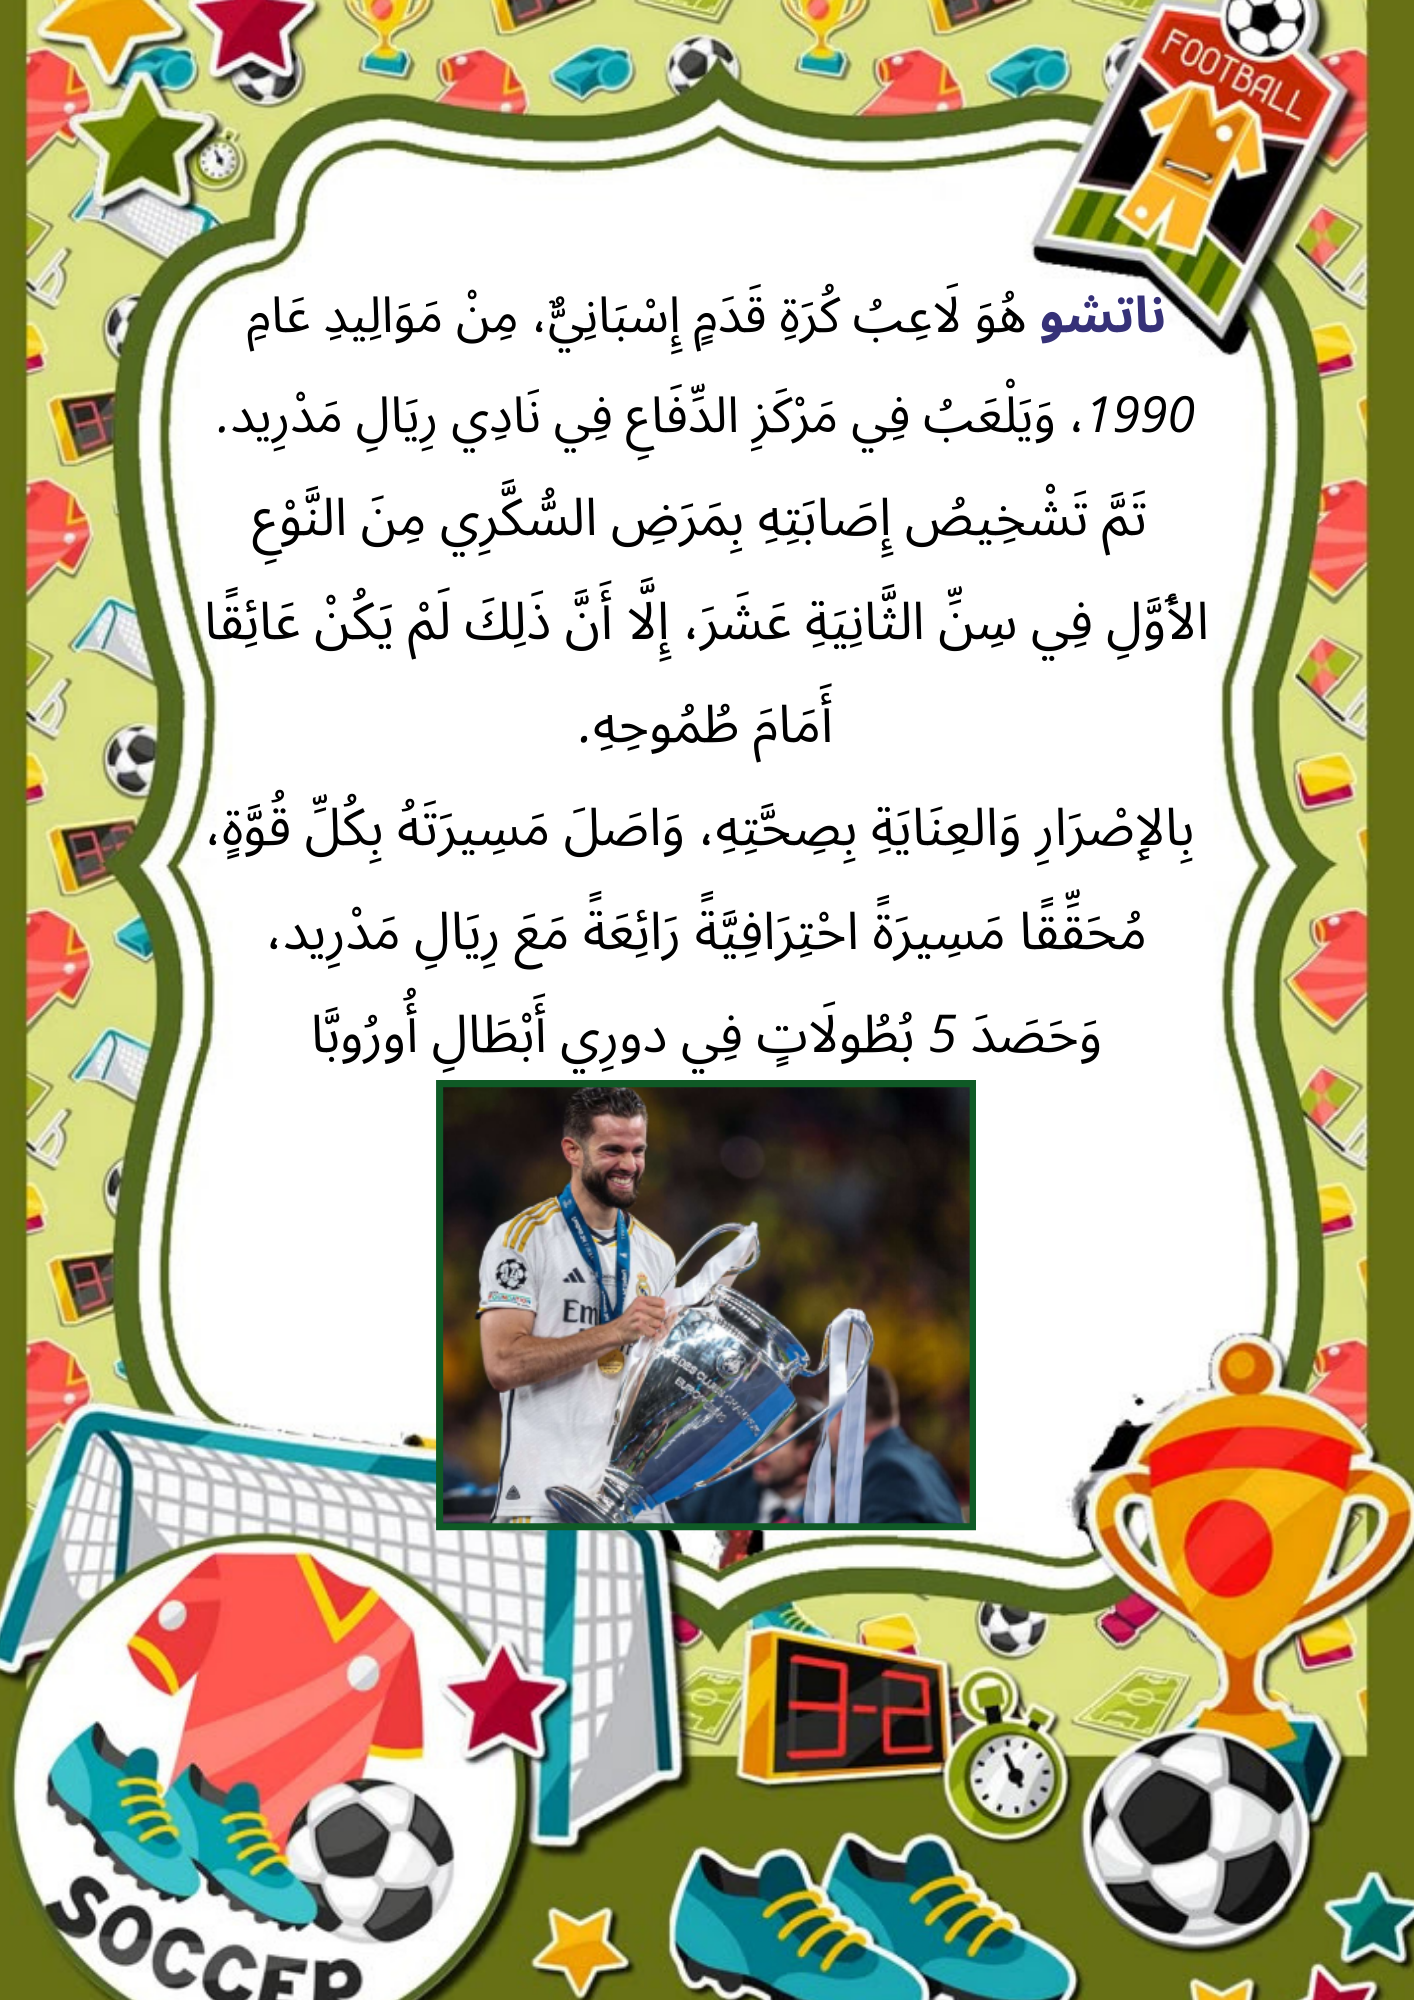 FOOTBALL
ناتشو هُوَ لَاعِبُ كُرَةِ قَدَمٍ إِسْبَانِيٌّ، مِنْ مَوَالِيدِ عَامِ
1990، وَيَلْعَبُ فِي مَرْكَزِ الدِّفَاعِ فِي نَادِي رِيَالِ مَدْرِيد.
تَمَّ تَشْخِيصُ إِصَابَتِهِ بِمَرَضِ السُّكَّرِي مِنَ النَّوْعِ
الأَوَّلِ فِي سِنِّ الثَّانِيَةِ عَشَرَ، إِلَّا أَنَّ ذَلِكَ لَمْ يَكُنْ عَائِقًا
أَمَامَ طُمُوحِهِ.
بِالإِصْرَارِ وَالعِنَايَةِ بِصِحَّتِهِ، وَاصَلَ مَسِيرَتَهُ بِكُلِّ قُوَّةٍ،
مُحَقِّقًا مَسِيرَةً احْتِرَافِيَّةً رَائِعَةً مَعَ رِيَالِ مَدْرِيد،
وَحَصَدَ 5 بُطُولَاتٍ فِي دورِي أَبْطَالِ أُورُوبَّا
3-2
SOCCER